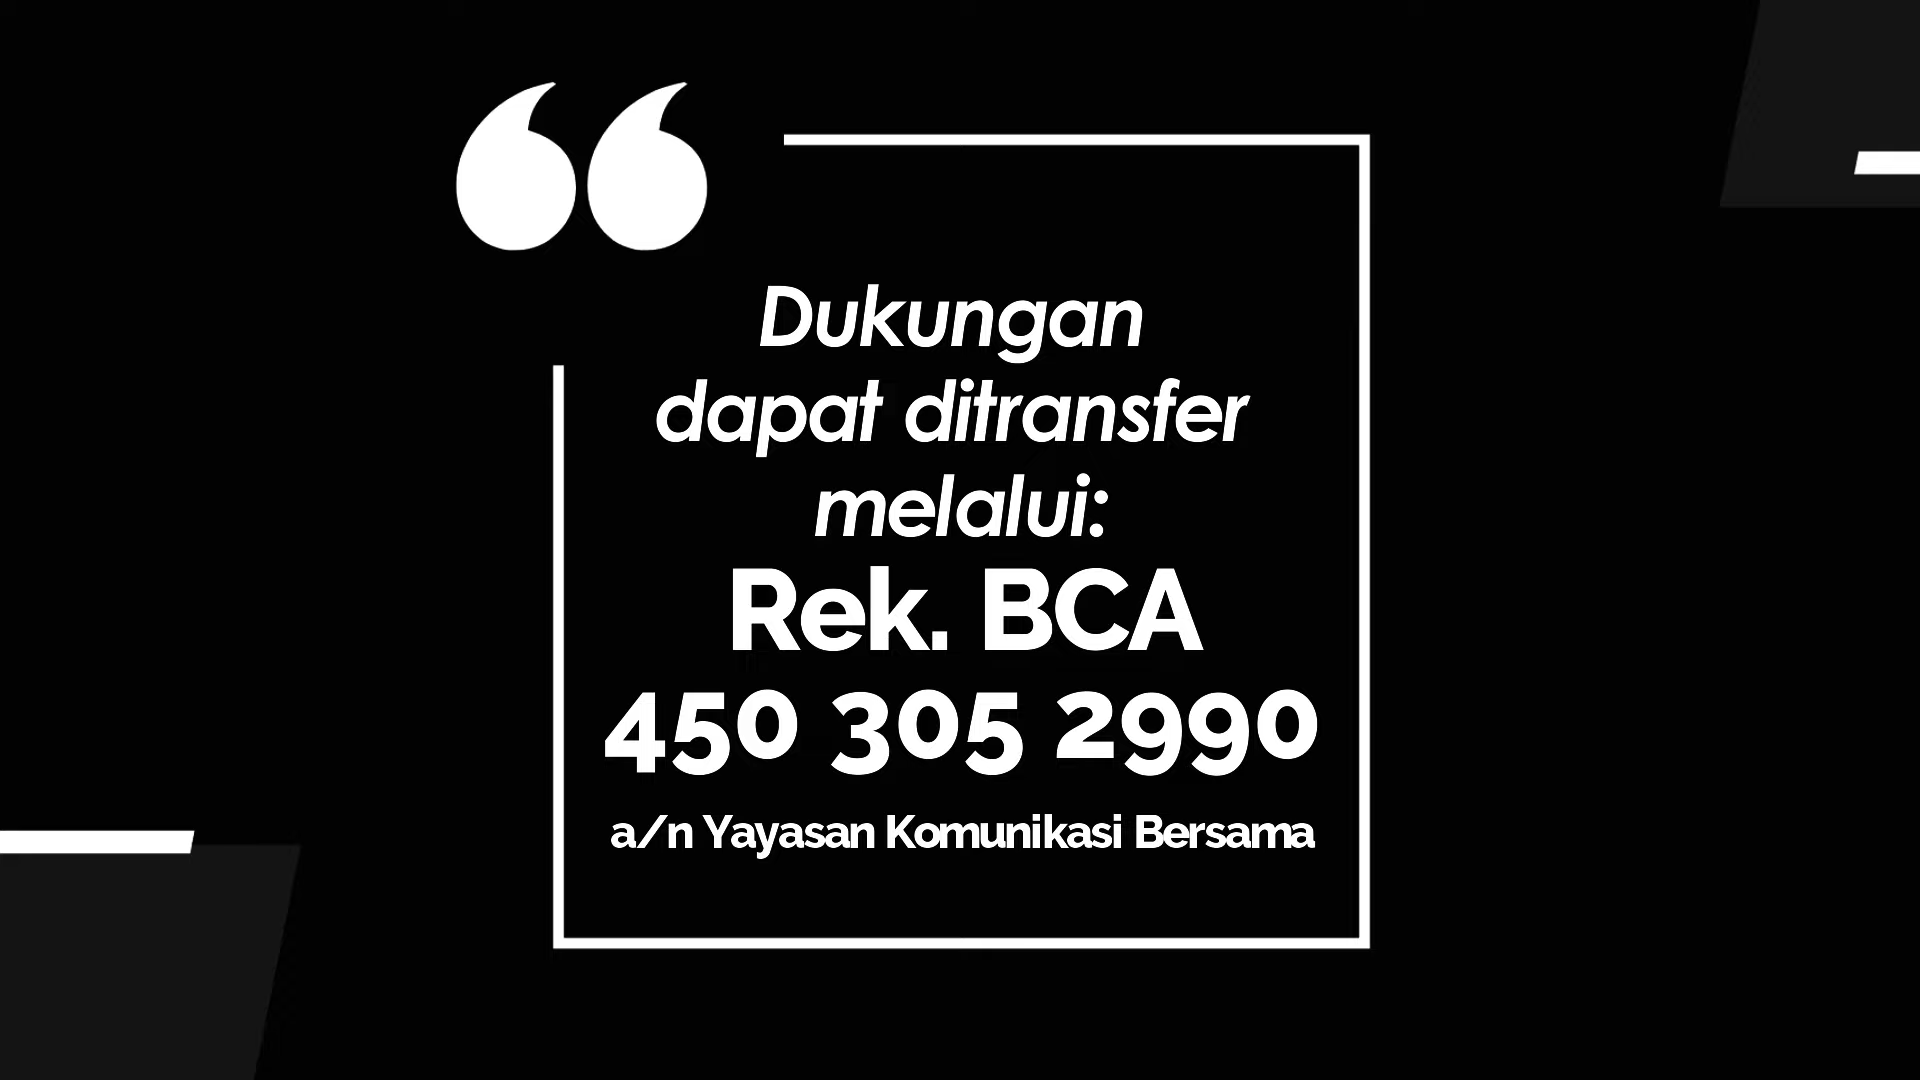 Dukungan
dapat ditransfer
melalui:
Rek. BCA
450 305 2990
a/n Yayasan Komunikasi Bersama